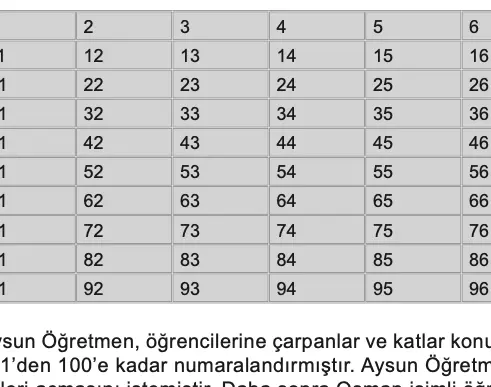 2 3 4 5 6
1 12 13 14 15 16
1 22 23 24 25 26
1 32 33 34 35 36
1 42 43 44 45 46
1 52 53 54 55 56
1 62 63 64 65 66
1 72 73 74 75 76
1 82 83 84 85 86
1 92 93 94 95 96
ysun Öğretmen, öğrencilerine çarpanlar ve katlar konu
1’den 100’e kadar numaralandırmıştır. Aysun Öğretm
açmasını istemiştir. Daha sonra Osman isimli öğ